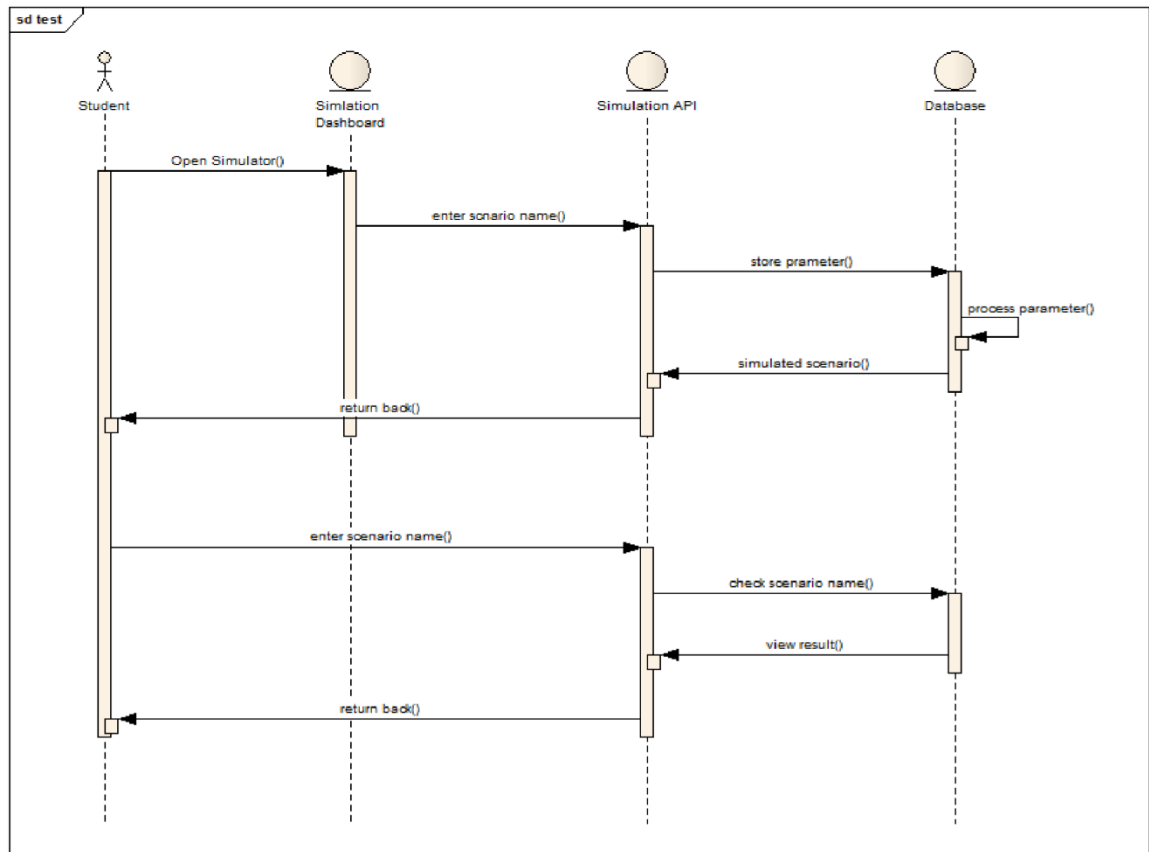 sd test
Student
Simlation
Dashboard
Simulation API
Database
Open Simulator()
enter sonario name()
store prameter()
process parameter()
simulated scenario()
return back()
enter scenario name()
check scenario name()
view result()
return back()